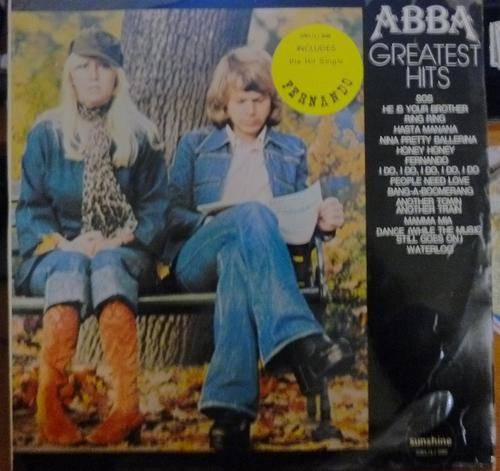 ABBA
GREATEST
HITS
INCLUDES
the Hit Single
FERNANDO
SOS
HE IS YOUR BROTHER
RING RING
HASTA MANANA
NINA PRETTY BALLERINA
HONEY HONEY
FERNANDO
I DO, I DO, I DO, I DO, I DO
PEOPLE NEED LOVE
BANG-A-BOOMERANG
ANOTHER TOWN
ANOTHER TRAIN
MAMMA MIA
DANCE (WHILE THE MUSIC
STILL GOES ON)
WATERLOO
sunshine